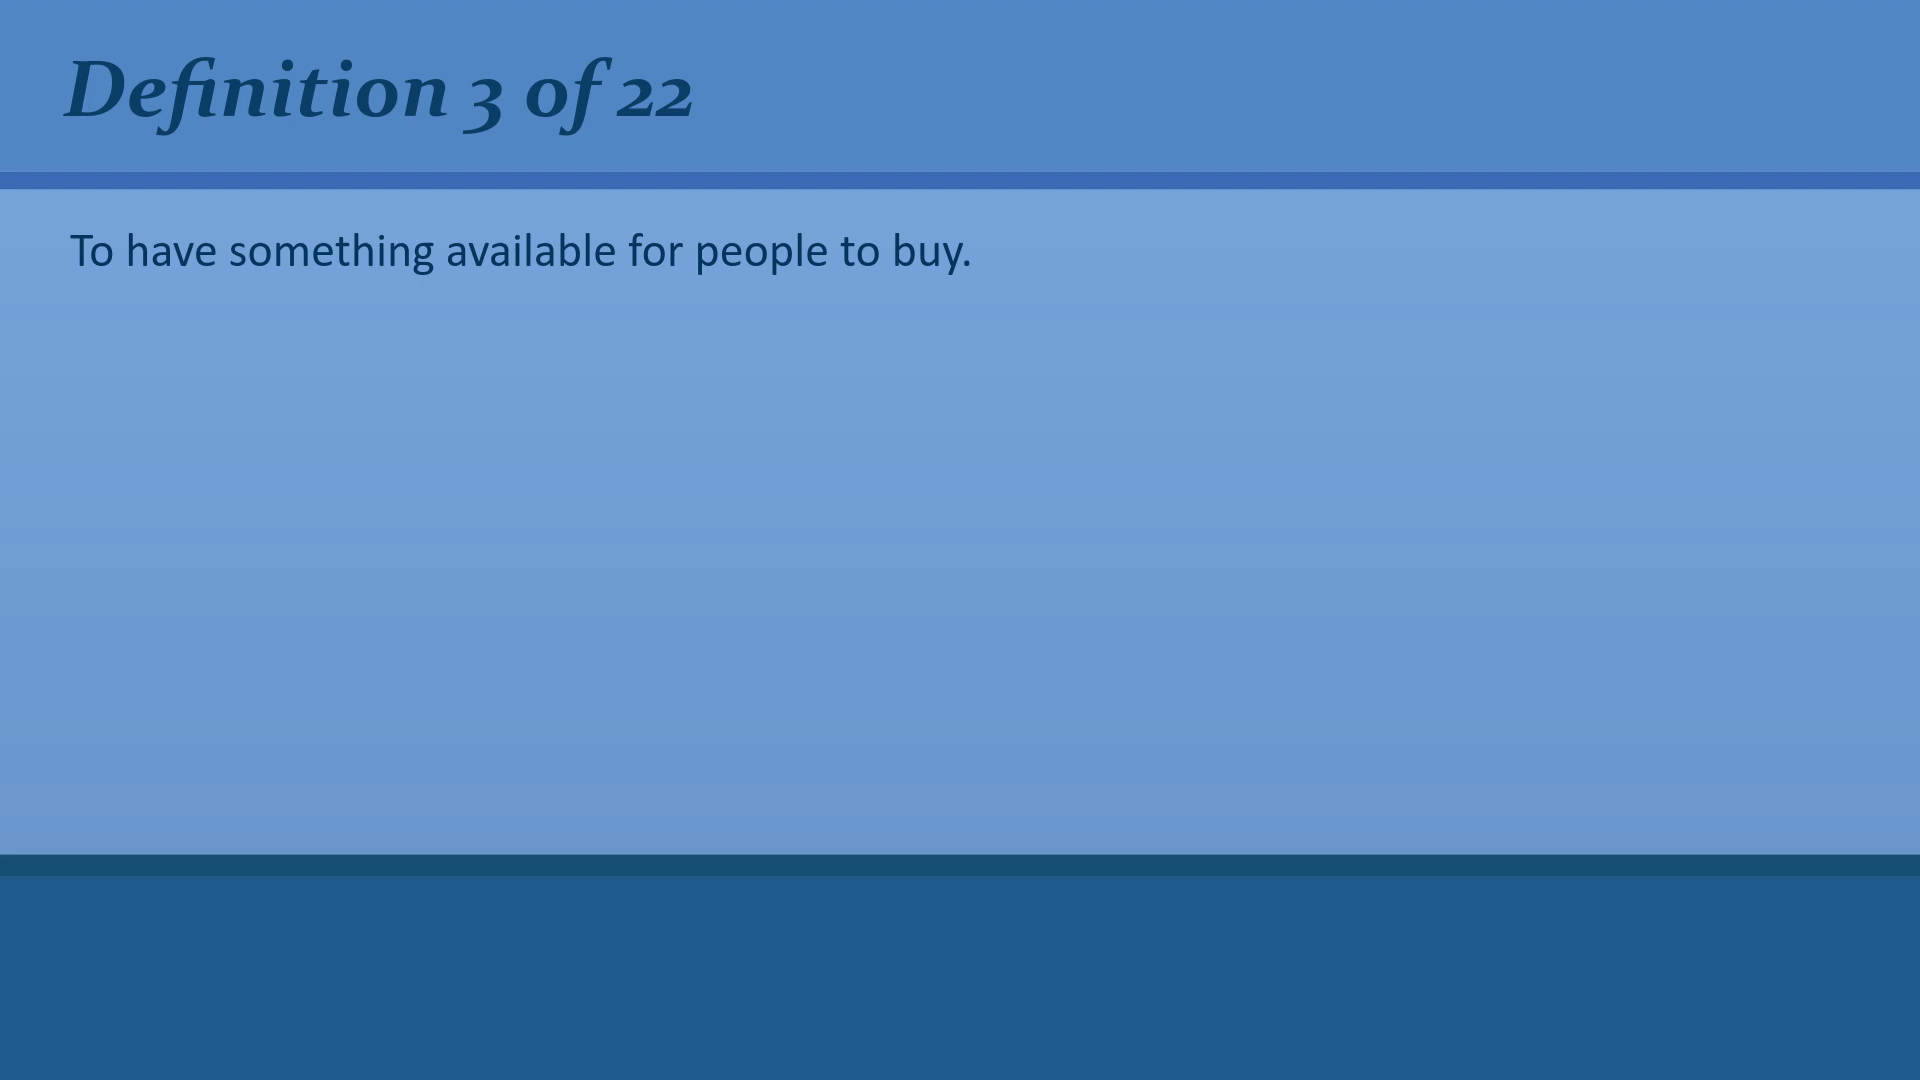 Definition 3 of 22
To have something available for people to buy.